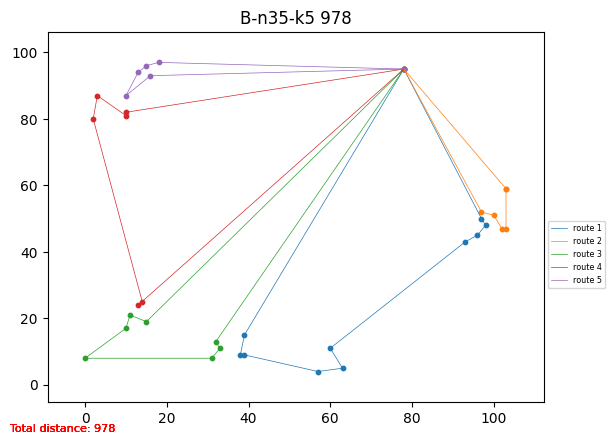 B-n35-k5 978
100
80
60
40
20
0
0 20 40 60 80 100
route 1
route 2
route 3
route 4
route 5
Total distance: 978